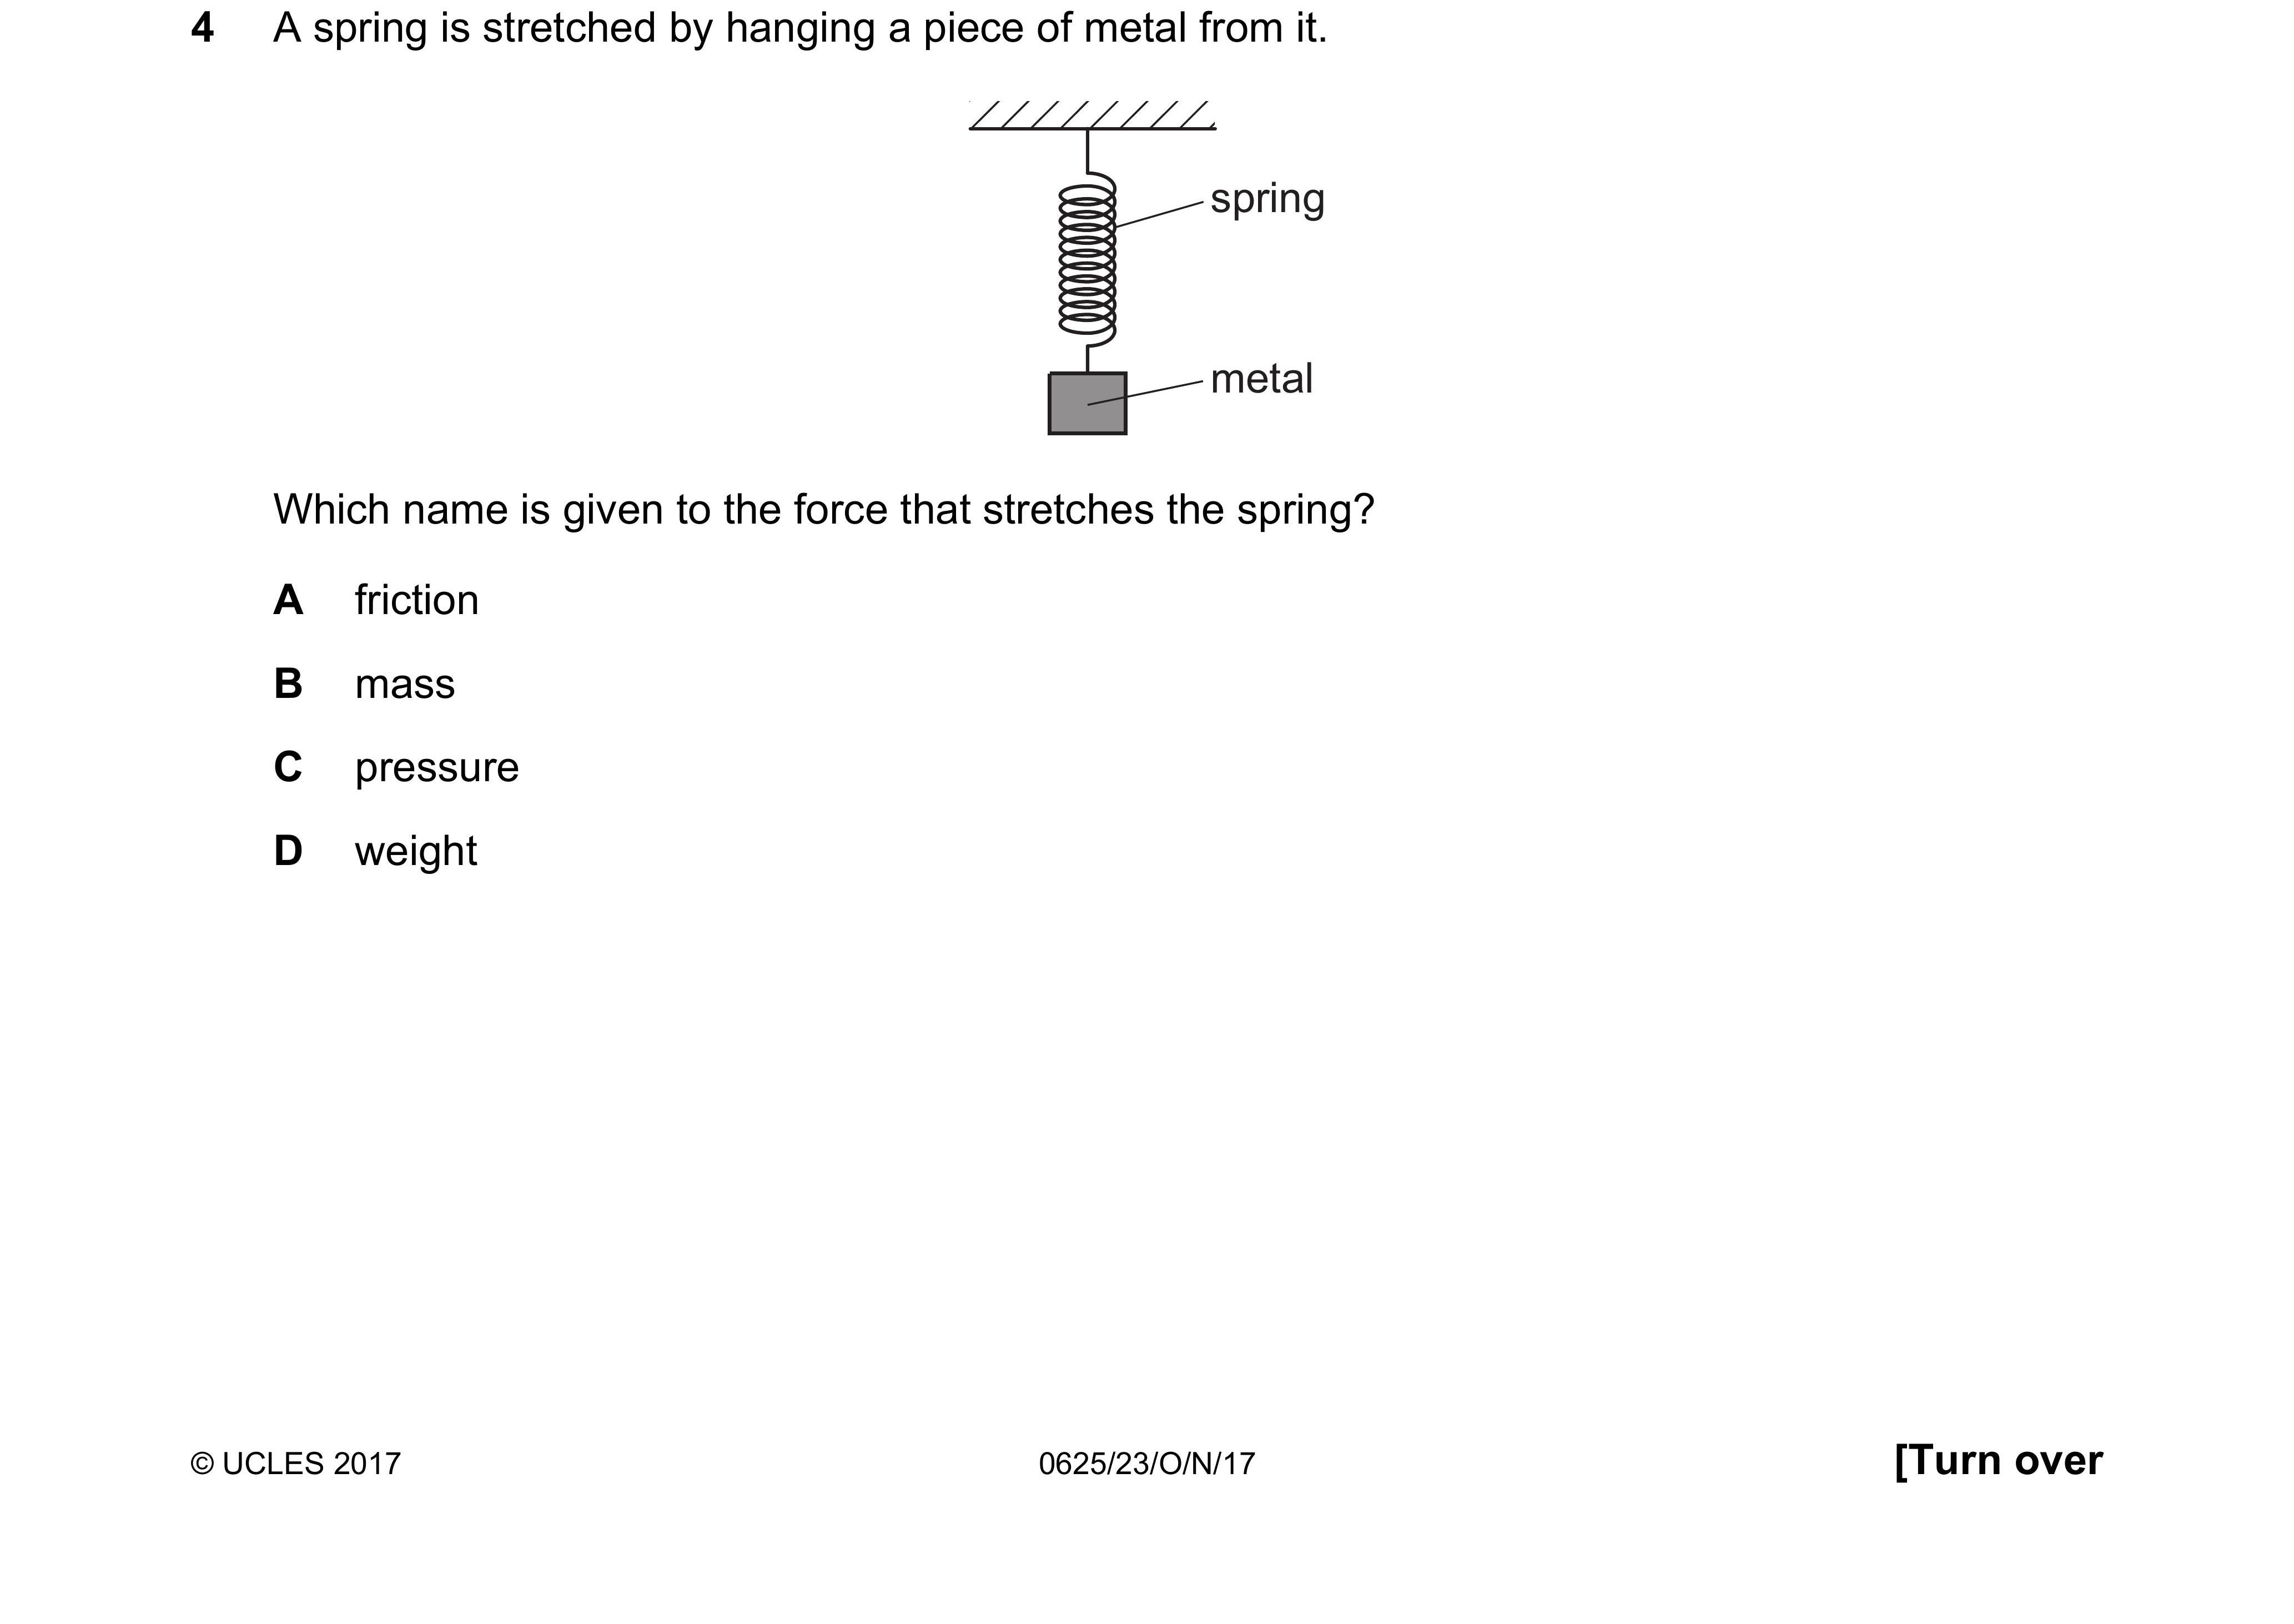 4 A spring is stretched by hanging a piece of metal from it.
spring
metal
Which name is given to the force that stretches the spring?
A friction
B mass
C pressure
D weight
© UCLES 2017 0625/23/O/N/17 [Turn over